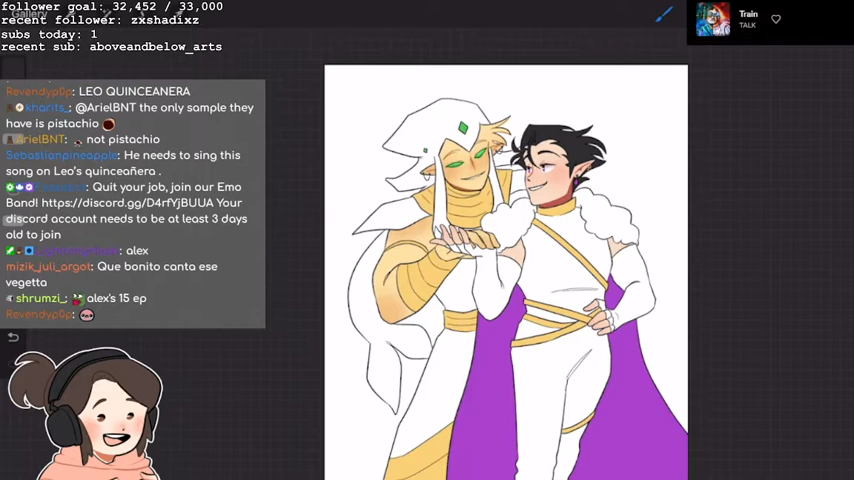 Gallery
follower goal: 32,452 / 33,000
recent follower: zxshadixz
subs today: 1
recent sub: aboveandbelow_arts
Train
TALK
Revendyp0p: LEO QUINCEANERA
kharits_: @ArielBNT the only sample they
have is pistachio
ArielBNT: not pistachio
Sebastianpineapple: He needs to sing this
song on Leo's quinceañera .
Quit your job, join our Emo
Band! https://discord.gg/D4rfYjBUUA Your
discord account needs to be at least 3 days
old to join
: alex
mizik_juli_argot: Que bonito canta ese
vegetta
shrumzi_: alex's 15 ep
Revendyp0p: